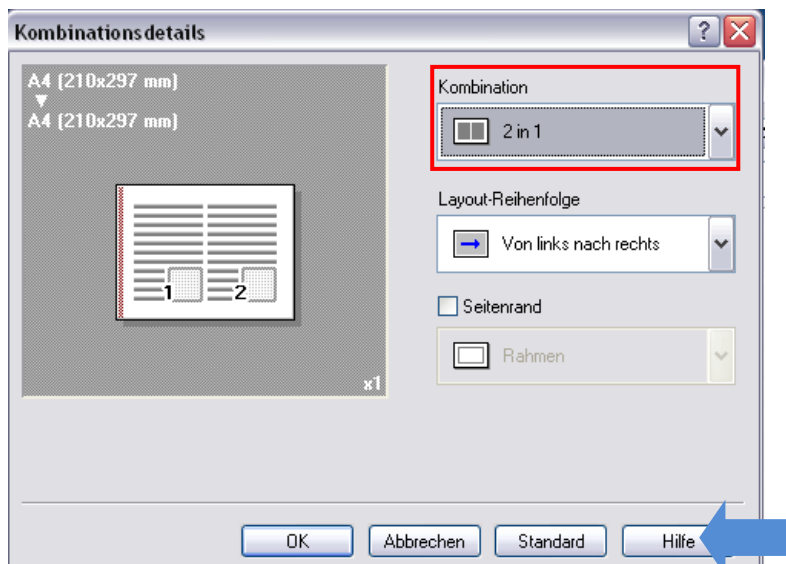 Kombinationsdetails
A4 (210x297 mm)
A4 (210x297 mm)
1 2
x1
Kombination
2 in 1
Layout-Reihenfolge
Von links nach rechts
Seitenrand
Rahmen
OK Abbrechen Standard Hilfe